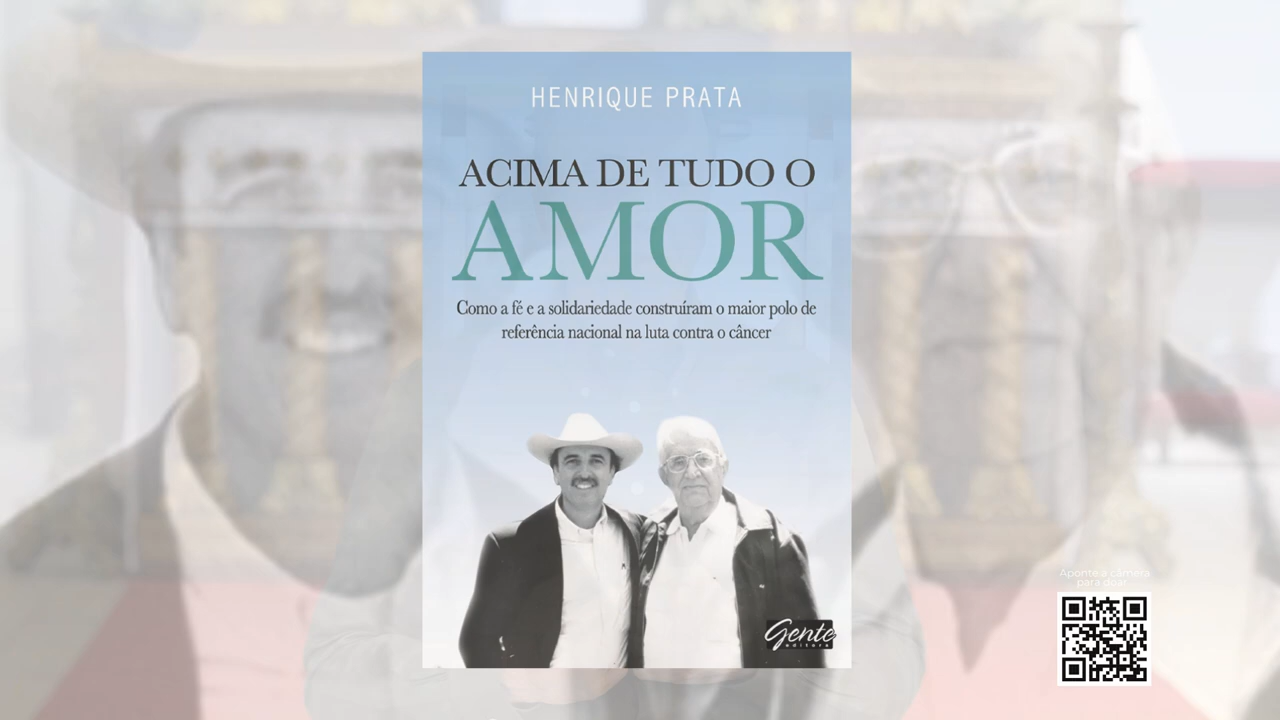 HENRIQUE PRATA
ACIMA DE TUDO O
AMOR
Como a fé e a solidariedade construíram o maior polo de
referência nacional na luta contra o câncer
Gente
editora
Aponte a câmera
para doar